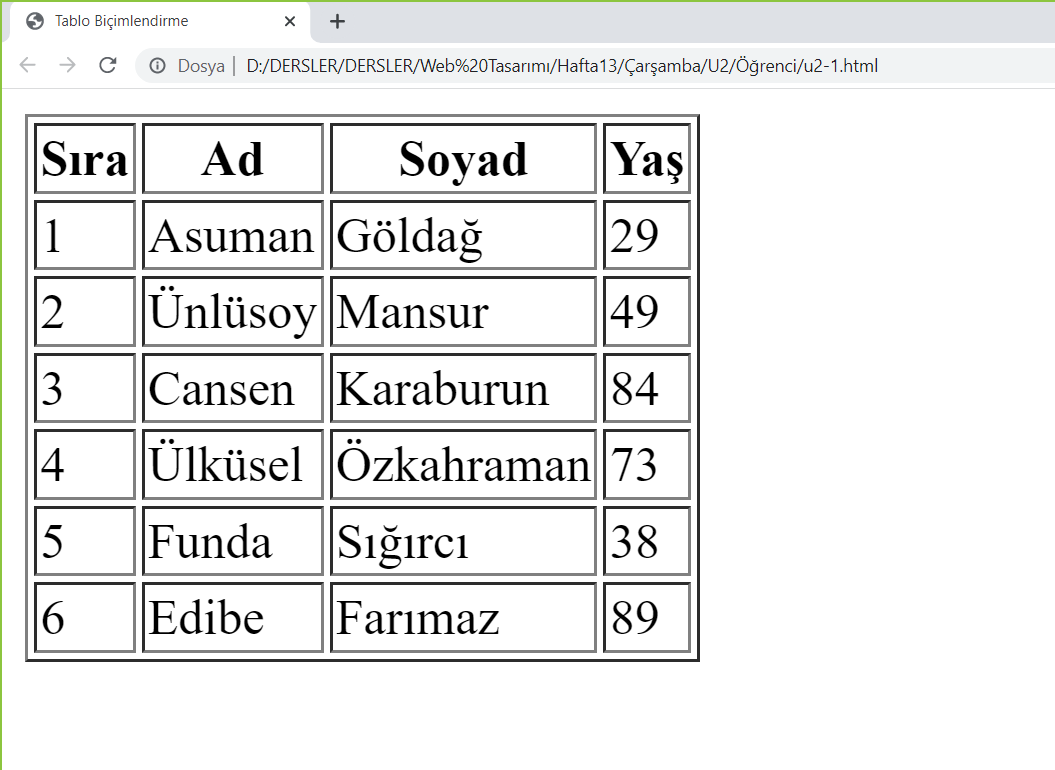 Tablo Biçimlendirme
Dosya | D:/DERSLER/DERSLER/Web%20Tasarımı/Hafta13/Çarşamba/U2/Öğrenci/u2-1.html
Sıra Ad Soyad Yaş
1 Asuman Göldağ 29
2 Ünlüsoy Mansur 49
3 Cansen Karaburun 84
4 Ülküsel Özkahraman 73
5 Funda Sığırcı 38
6 Edibe Farımaz 89